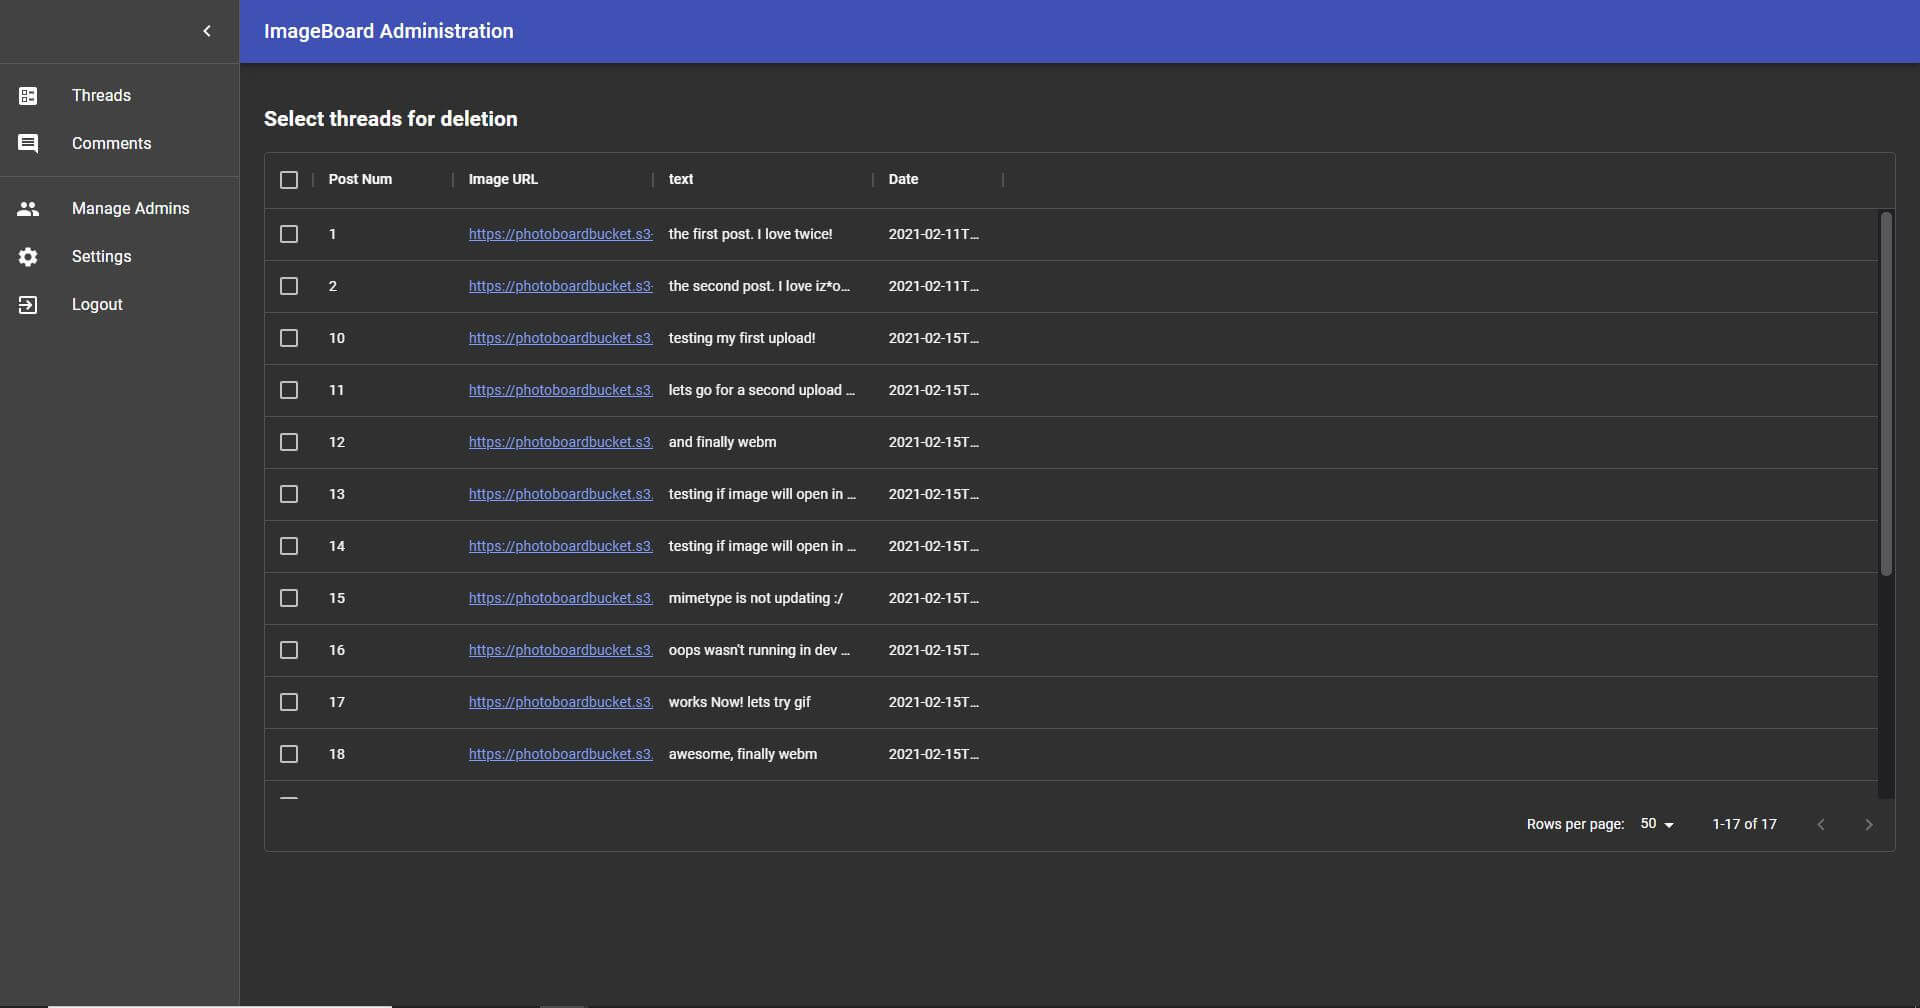 ImageBoard Administration
Threads
Comments
Manage Admins
Settings
Logout
Select threads for deletion
Post Num Image URL text Date
1 https://photoboardbucket.s3- the first post. I love twice! 2021-02-11T...
2 https://photoboardbucket.s3- the second post. I love iz*o... 2021-02-11T...
10 https://photoboardbucket.s3. testing my first upload! 2021-02-15T...
11 https://photoboardbucket.s3. lets go for a second upload ... 2021-02-15T...
12 https://photoboardbucket.s3. and finally webm 2021-02-15T...
13 https://photoboardbucket.s3. testing if image will open in ... 2021-02-15T...
14 https://photoboardbucket.s3. testing if image will open in ... 2021-02-15T...
15 https://photoboardbucket.s3. mimetype is not updating :/ 2021-02-15T...
16 https://photoboardbucket.s3. oops wasn't running in dev ... 2021-02-15T...
17 https://photoboardbucket.s3. works Now! lets try gif 2021-02-15T...
18 https://photoboardbucket.s3. awesome, finally webm 2021-02-15T...
Rows per page: 50 1-17 of 17